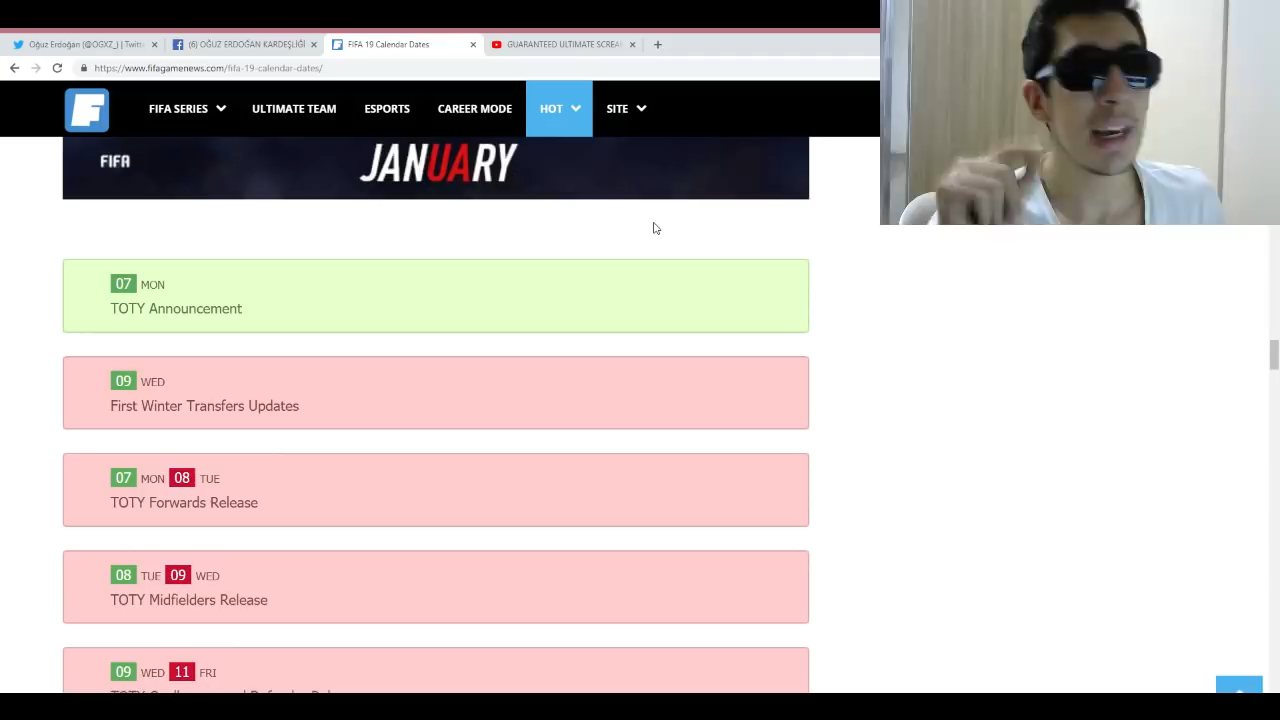 Oğuz Erdoğan (@OGXZ_) | Twitt
(6) OĞUZ ERDOĞAN KARDEŞLİĞİ
FIFA 19 Calendar Dates
GUARANTEED ULTIMATE SCREA
https://www.fifagamenews.com/fifa-19-calendar-dates/
FIFA SERIES
ULTIMATE TEAM
ESPORTS
CAREER MODE
HOT
SITE
FIFA
JANUARY
07 MON
TOTY Announcement
09 WED
First Winter Transfers Updates
07 MON 08 TUE
TOTY Forwards Release
08 TUE 09 WED
TOTY Midfielders Release
09 WED 11 FRI